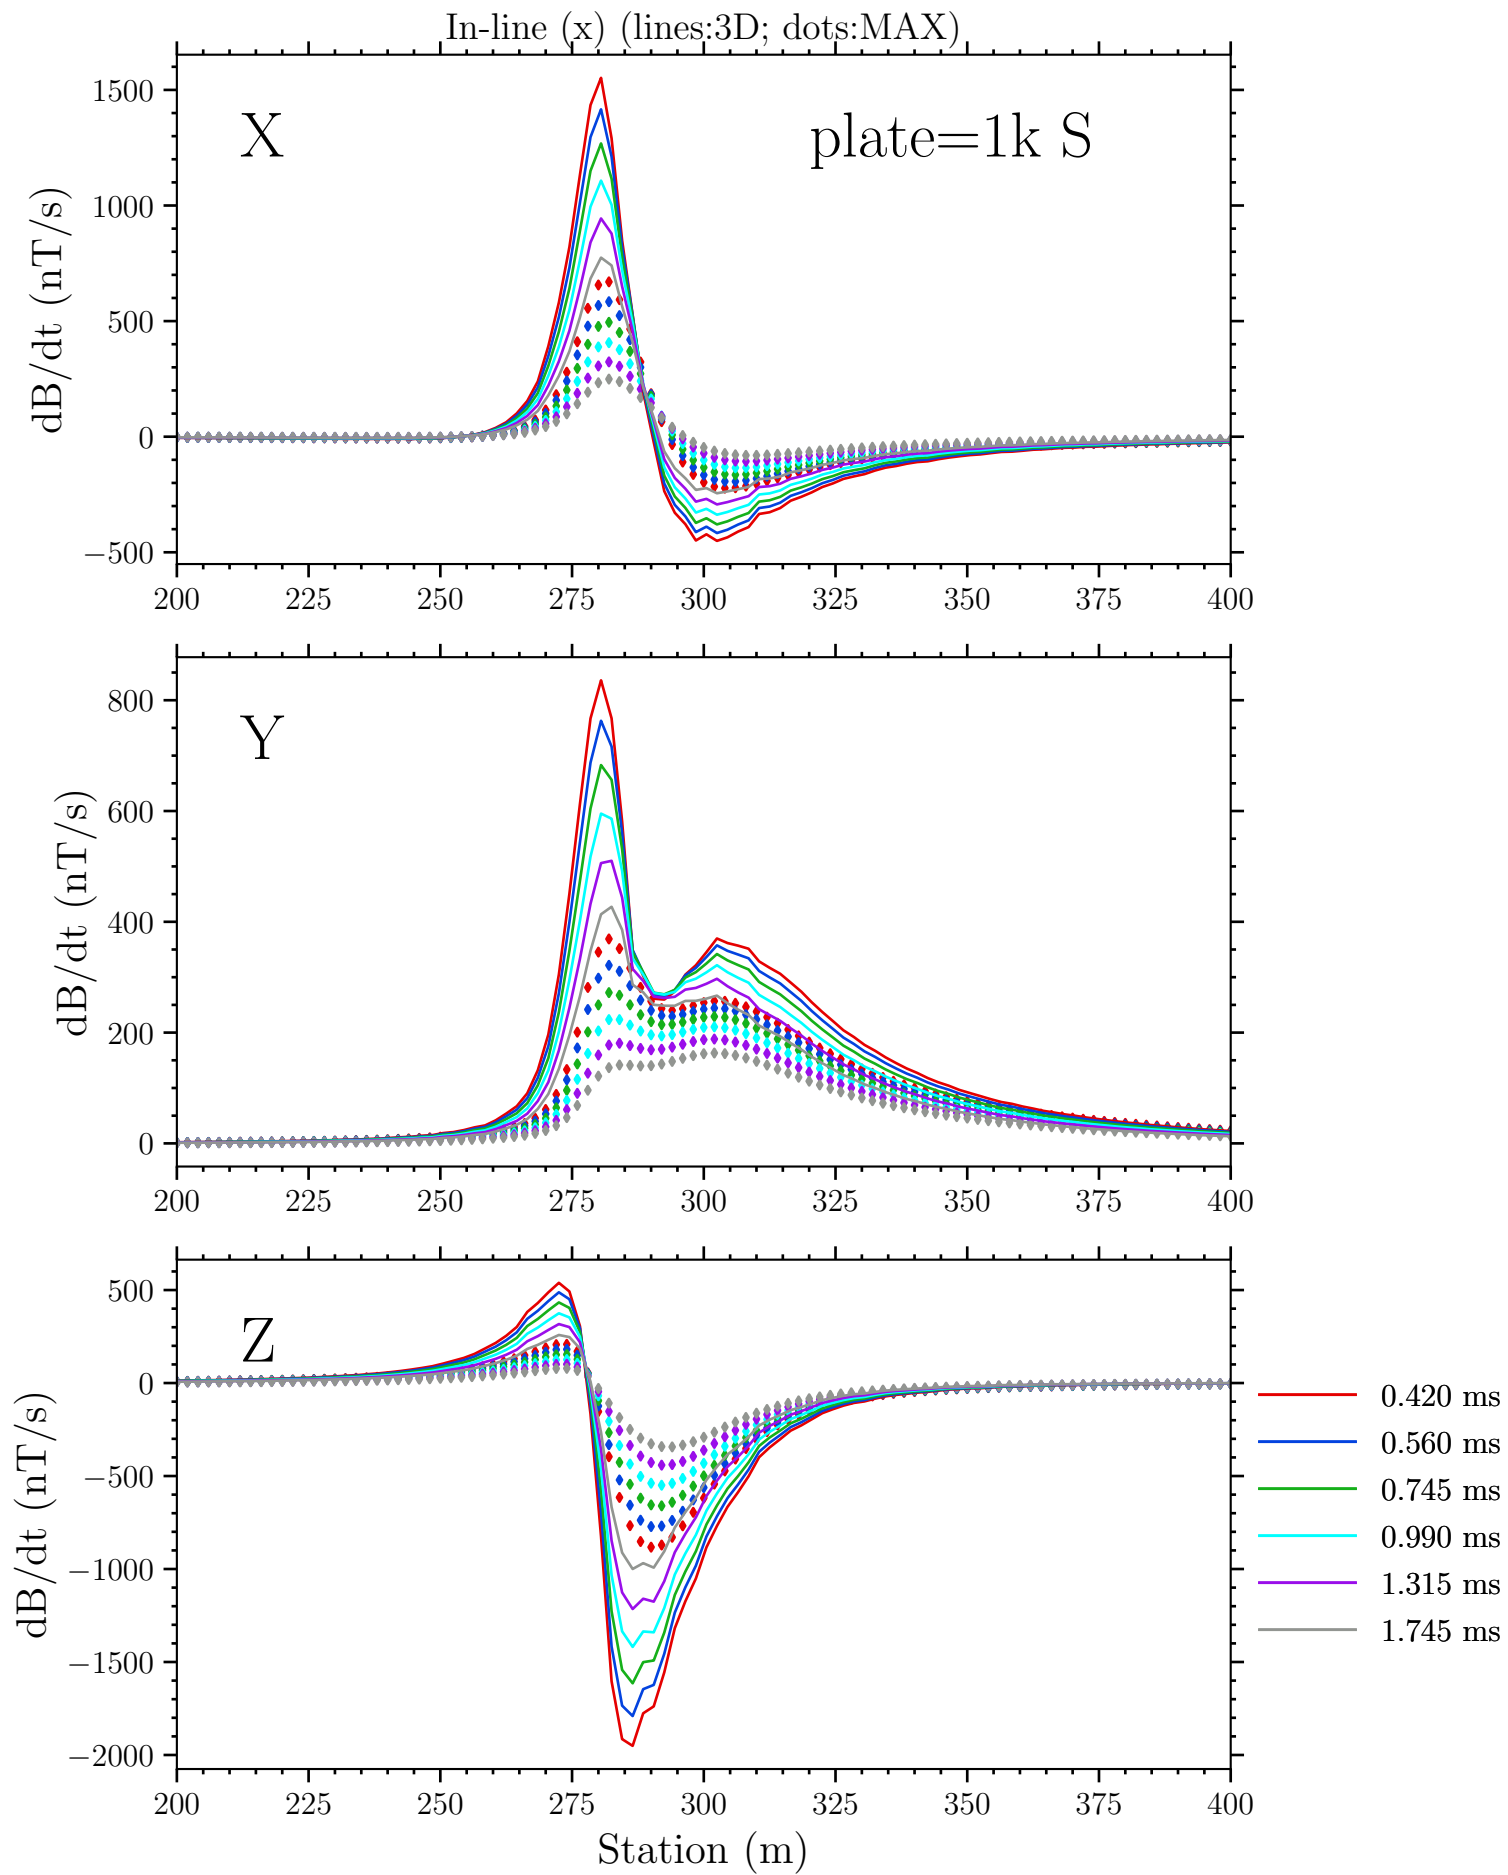 In-line (x) (lines:3D; dots:MAX)
X
plate=1k S
dB/dt (nT/s)
1500
1000
500
0
−500
200 225 250 275 300 325 350 375 400
Y
dB/dt (nT/s)
800
600
400
200
0
200 225 250 275 300 325 350 375 400
Z
dB/dt (nT/s)
500
0
−500
−1000
−1500
−2000
200 225 250 275 300 325 350 375 400
Station (m)
0.420 ms
0.560 ms
0.745 ms
0.990 ms
1.315 ms
1.745 ms